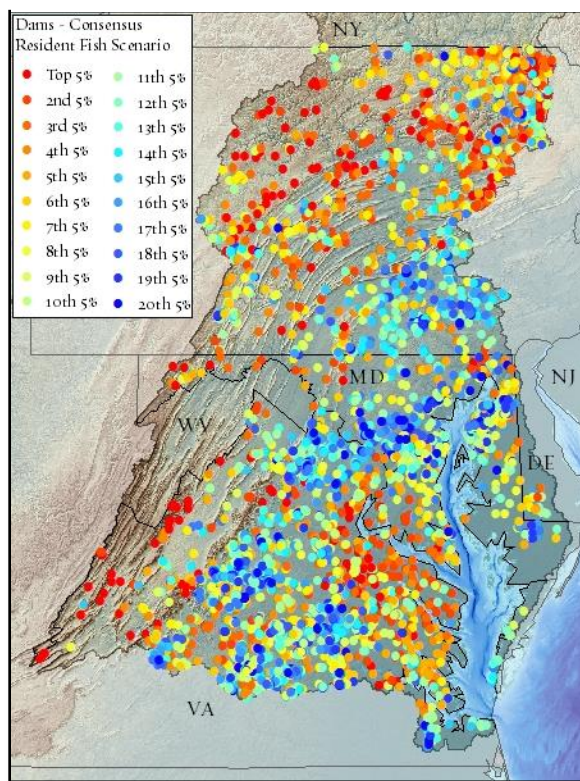 Dams - Consensus
Resident Fish Scenario
Top 5%
2nd 5%
3rd 5%
4th 5%
5th 5%
6th 5%
7th 5%
8th 5%
9th 5%
10th 5%
11th 5%
12th 5%
13th 5%
14th 5%
15th 5%
16th 5%
17th 5%
18th 5%
19th 5%
20th 5%
NY
MD
NJ
WV
DE
VA